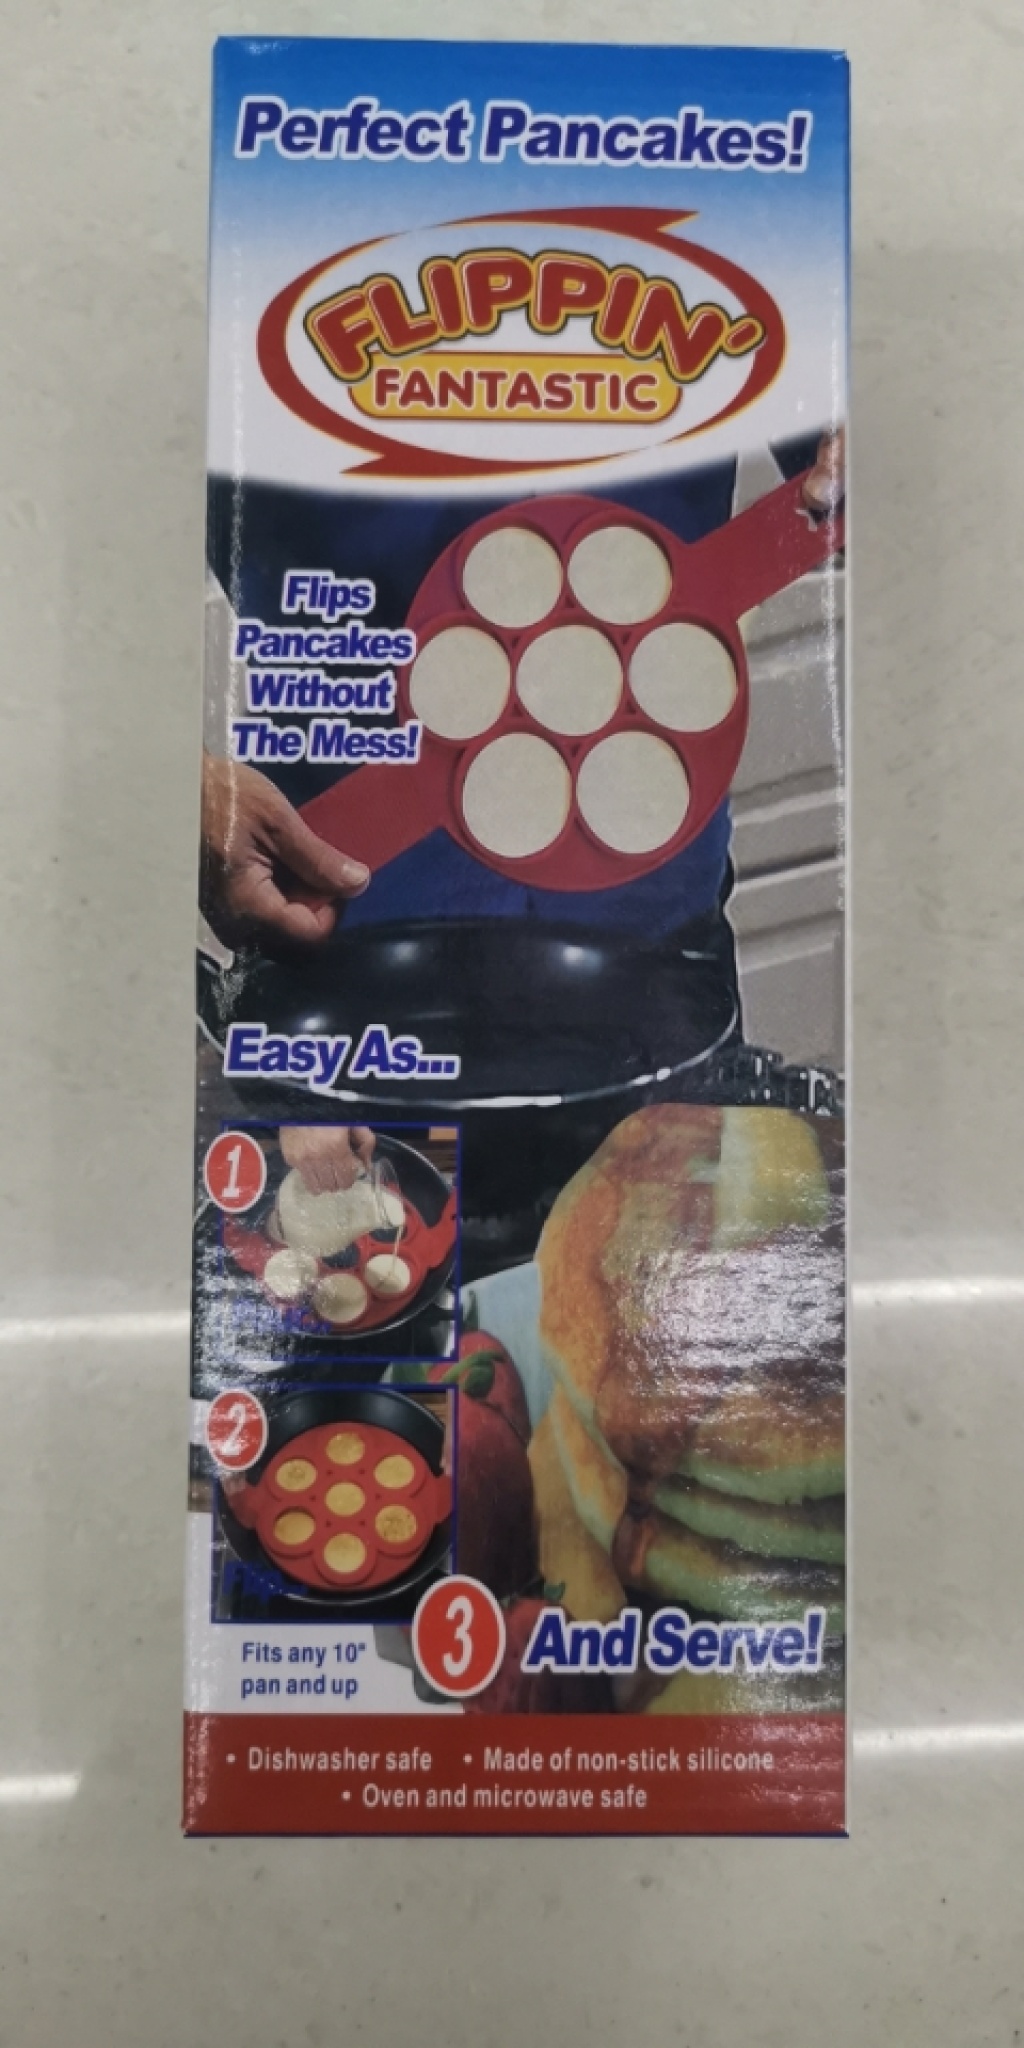 Perfect Pancakes!
FLIPPIN'
FANTASTIC
Flips
Pancakes
Without
The Mess!
Easy As...
1
2
3 And Serve!
Fits any 10"
pan and up
• Dishwasher safe • Made of non-stick silicone
• Oven and microwave safe